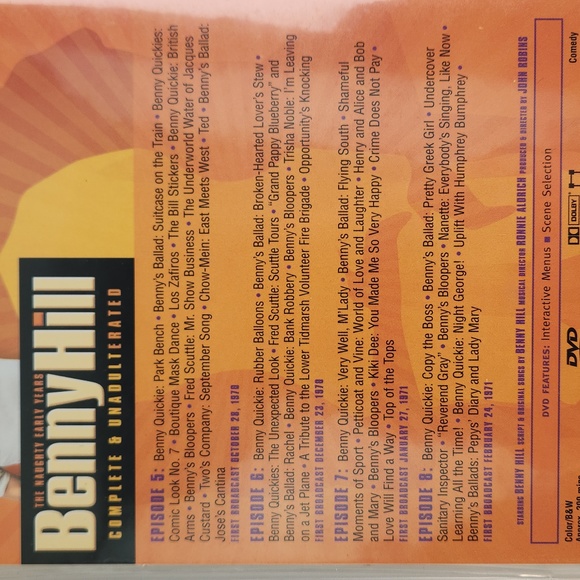 THE NAUGHTY EARLY YEARS
Benny Hill
COMPLETE & UNADULTERATED
EPISODE 5: Benny Quickie: Park Bench • Benny's Ballad: Suitcase on the Train • Benny Quickies:
Comic Look No. 7 • Boutique Mask Dance • Los Zafiros • The Bill Stickers • Benny Quickie: British
Arms • Benny's Bloopers • Fred Scuttle: Mr. Show Business • The Underworld Water of Jacques
Custard • Two's Company: September Song • Chow-Mein: East Meets West • Ted • Benny's Ballad:
Jose's Cantina
FIRST BROADCAST OCTOBER 28, 1970
EPISODE 6: Benny Quickie: Rubber Balloons • Benny's Ballad: Broken-Hearted Lover's Stew •
Benny Quickies: The Unexpected Look • Fred Scuttle: Scuttle Tours • "Grand Pappy Blueberry" and
Benny's Ballad: Rachel • Benny Quickie: Bank Robbery • Benny's Bloopers • Trisha Noble: I'm Leaving
on a Jet Plane • A Tribute to the Lower Tidmarsh Volunteer Fire Brigade • Opportunity's Knocking
FIRST BROADCAST DECEMBER 23, 1970
EPISODE 7: Benny Quickie: Very Well, M'Lady • Benny's Ballad: Flying South • Shameful
Moments of Sport • Petticoat and Vine: World of Love and Laughter • Henry and Alice and Bob
and Mary • Benny's Bloopers • Kiki Dee: You Made Me So Very Happy • Crime Does Not Pay •
Love Will Find a Way • Top of the Tops
FIRST BROADCAST JANUARY 27, 1971
EPISODE 8: Benny Quickie: Copy the Boss • Benny's Ballad: Pretty Greek Girl • Undercover
Sanitary Inspector • "Reverend Gray" • Benny's Bloopers • Nanette: Everybody's Singing, Like Now •
Learning All the Time! • Benny Quickie: Night George! • Uplift With Humphrey Bumphrey •
Benny's Ballads: Pepys' Diary and Lady Mary
FIRST BROADCAST FEBRUARY 24, 1971
STARRING BENNY HILL SCRIPT & ORIGINAL SONGS BY BENNY HILL MUSICAL DIRECTOR RONNIE ALDRICH PRODUCED & DIRECTED BY JOHN ROBINS
DVD FEATURES: Interactive Menus ■ Scene Selection
Color/B&W
DVD
DOLBY
Comedy